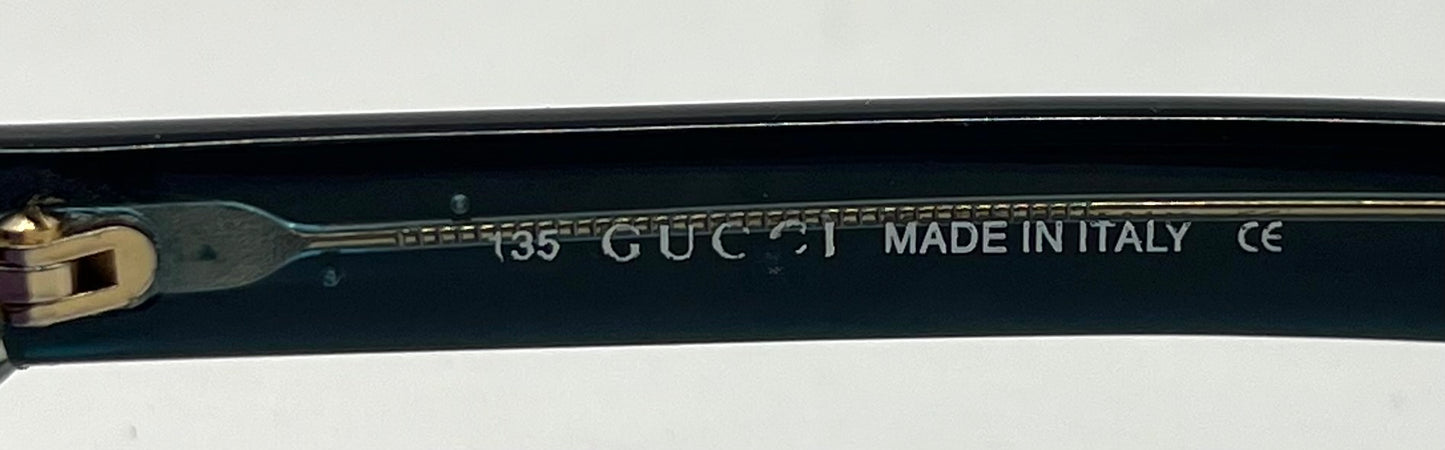 135 GUCCI MADE IN ITALY CE